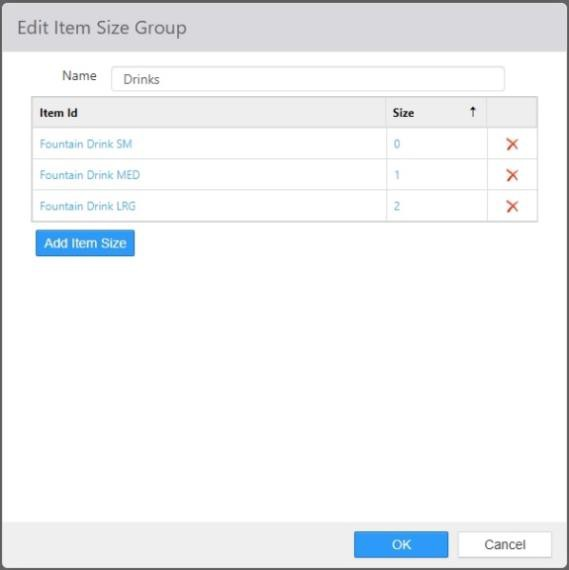 Edit Item Size Group
Name Drinks
Item Id Size ↑
Fountain Drink SM 0
Fountain Drink MED 1
Fountain Drink LRG 2
Add Item Size
OK Cancel